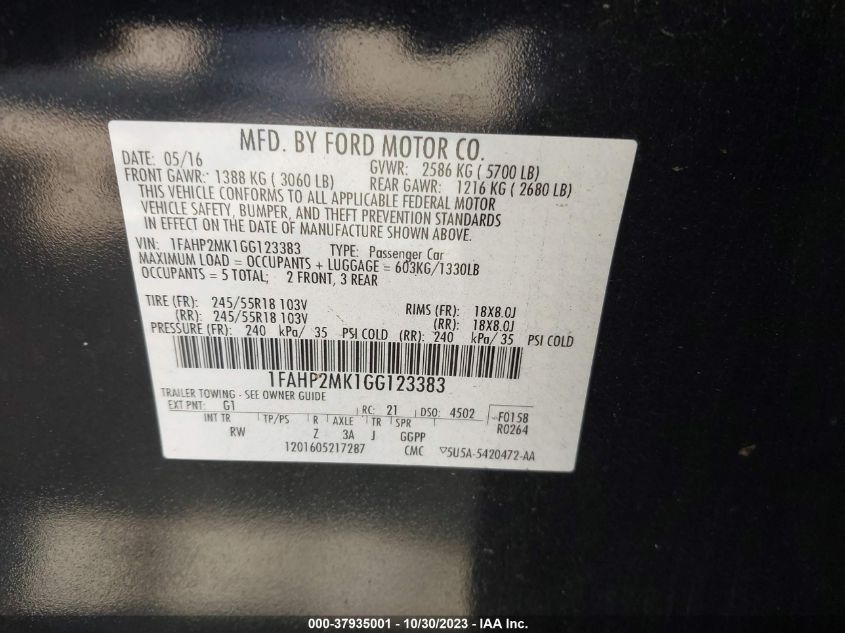 MFD. BY FORD MOTOR CO.
DATE: 05/16 GVWR: 2586 KG ( 5700 LB)
FRONT GAWR: 1388 KG ( 3060 LB) REAR GAWR: 1216 KG ( 2680 LB)
THIS VEHICLE CONFORMS TO ALL APPLICABLE FEDERAL MOTOR
VEHICLE SAFETY, BUMPER, AND THEFT PREVENTION STANDARDS
IN EFFECT ON THE DATE OF MANUFACTURE SHOWN ABOVE.
VIN: 1FAHP2MK1GG123383 TYPE: Passenger Car
MAXIMUM LOAD = OCCUPANTS + LUGGAGE = 603KG/1330LB
OCCUPANTS = 5 TOTAL; 2 FRONT, 3 REAR
TIRE (FR): 245/55R18 103V RIMS (FR): 18X8.0J
(RR): 245/55R18 103V (RR): 18X8.0J
PRESSURE (FR): 240 kPa/ 35 PSI COLD (RR): 240 kPa/ 35 PSI COLD
1FAHP2MK1GG123383
TRAILER TOWING - SEE OWNER GUIDE
EXT PNT: G1 RC: 21 DSO: 4502 F0158
INT TR TP/PS R AXLE TR SPR R0264
RW Z 3A J GGPP
1201605217287 CMC 5U5A-5420472-AA
000-37935001 - 10/30/2023 - IAA Inc.